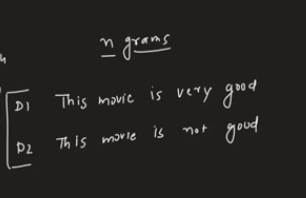 n grams
D1 This movie is very good
D2 This movie is not good